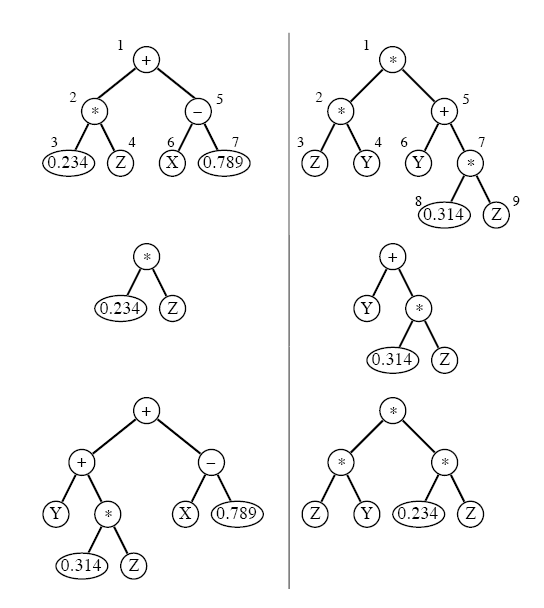 1 + 1 *
2 * − 5 2 * + 5
3 0.234 4 Z 6 X 7 0.789 3 Z 4 Y 6 Y 7 *
8 0.314 Z 9
* +
0.234 Z Y *
0.314 Z
+ *
+ − * *
Y * X 0.789 Z Y 0.234 Z
0.314 Z